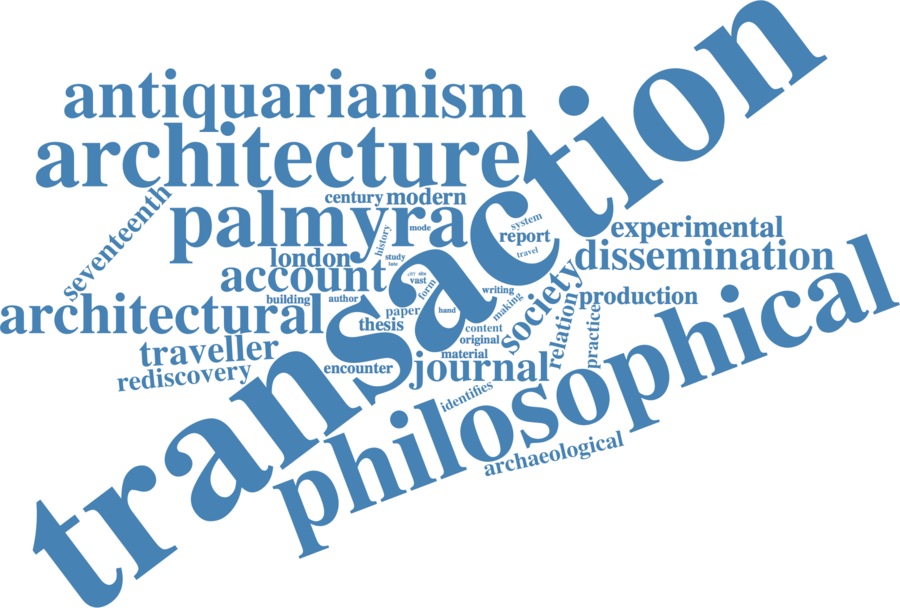 transaction
antiquarianism
architecture
century modern
seventeenth
palmyra
mode
history
system
report
travel
experimental
dissemination
london
study
late
account
city site
vast
form
building
author
architectural
paper
hand
writing
making
society
production
thesis
content
original
relation
practice
traveller
material
rediscovery
encounter
journal
identifies
philosophical
archaeological